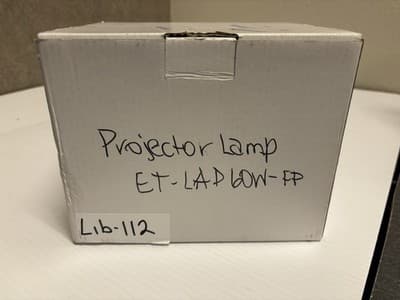 Projector Lamp
ET-LAD60W-FP
Lib-112